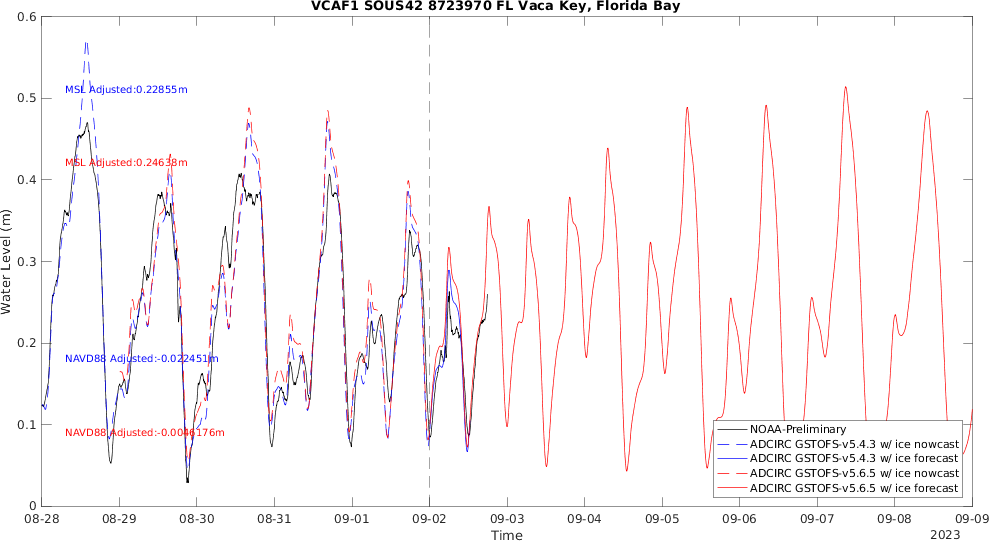 VCAF1 SOUS42 8723970 FL Vaca Key, Florida Bay
Water Level (m)
0.6
0.5
0.4
0.3
0.2
0.1
0
MSL Adjusted:0.22855m
MSL Adjusted:0.24638m
NAVD88 Adjusted:-0.022451m
NAVD88 Adjusted:-0.0046176m
NOAA-Preliminary
ADCIRC GSTOFS-v5.4.3 w/ ice nowcast
ADCIRC GSTOFS-v5.4.3 w/ ice forecast
ADCIRC GSTOFS-v5.6.5 w/ ice nowcast
ADCIRC GSTOFS-v5.6.5 w/ ice forecast
08-28 08-29 08-30 08-31 09-01 09-02 09-03 09-04 09-05 09-06 09-07 09-08 09-09
Time
2023